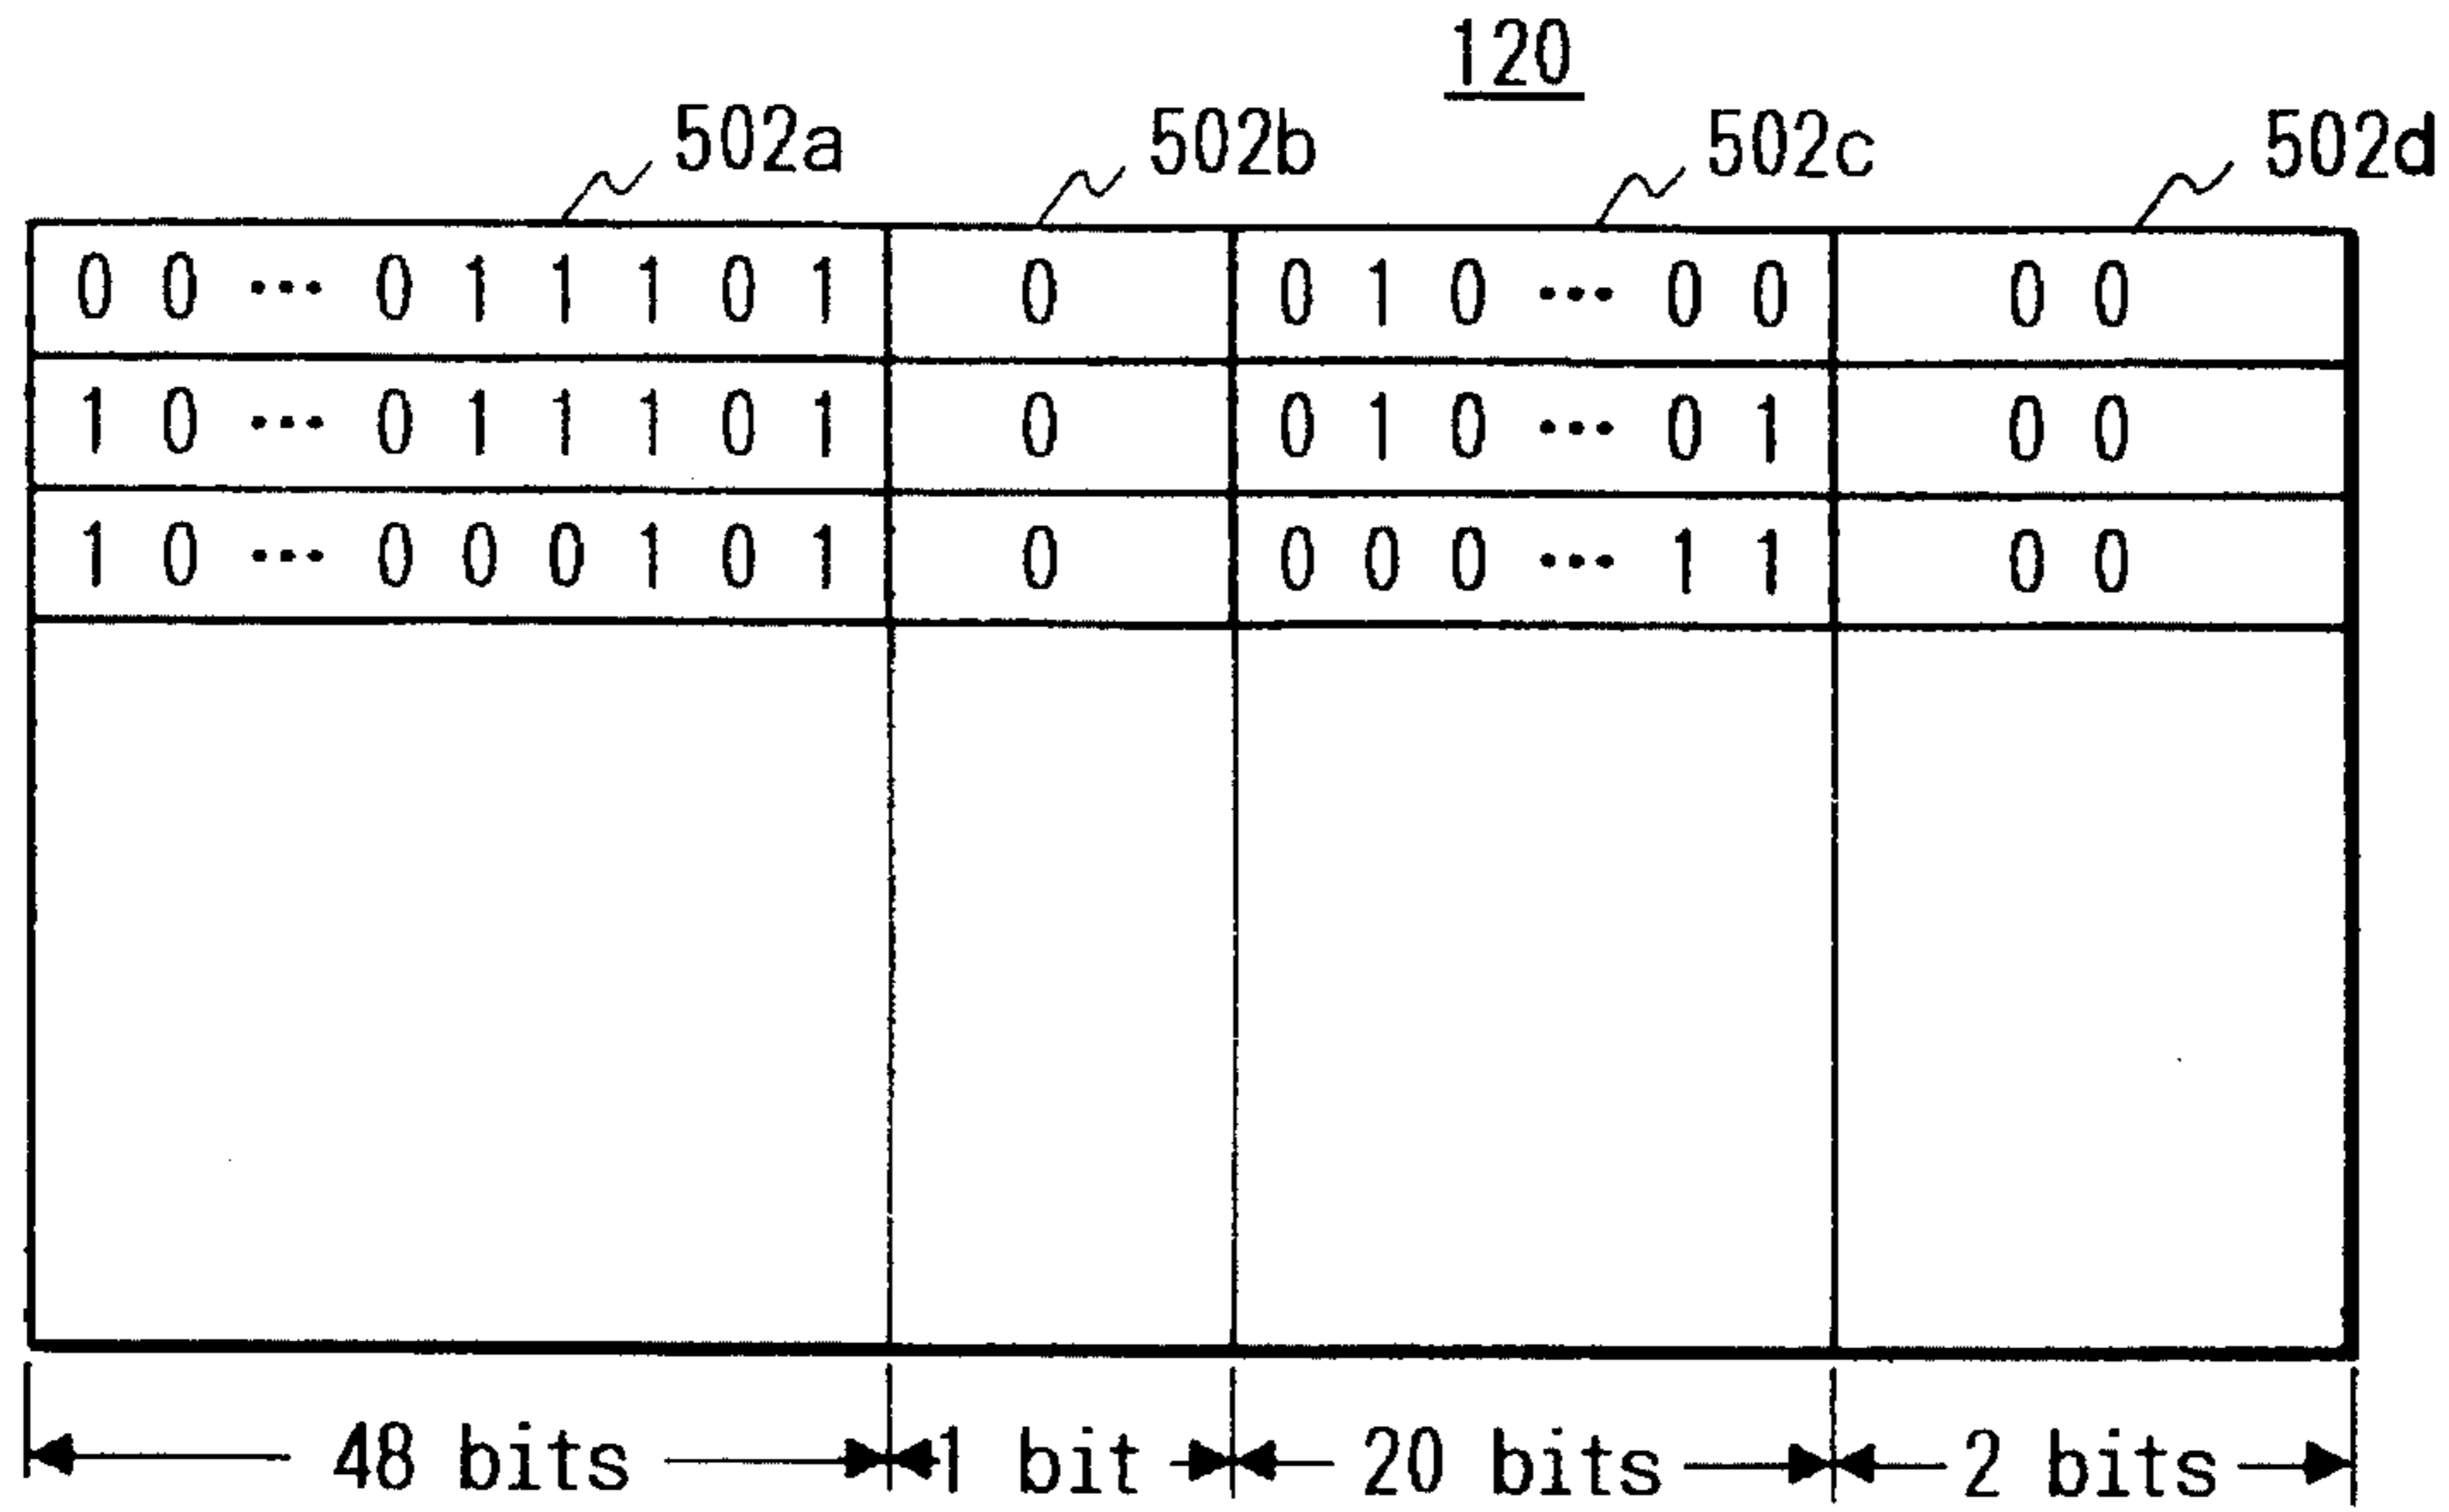 120
502a 502b 502c 502d
0 0 ••• 0 1 1 1 0 1 0 0 1 0 ••• 0 0 0 0
1 0 ••• 0 1 1 1 0 1 0 0 1 0 ••• 0 1 0 0
1 0 ••• 0 0 0 1 0 1 0 0 0 0 ••• 1 1 0 0
48 bits 1 bit 20 bits 2 bits